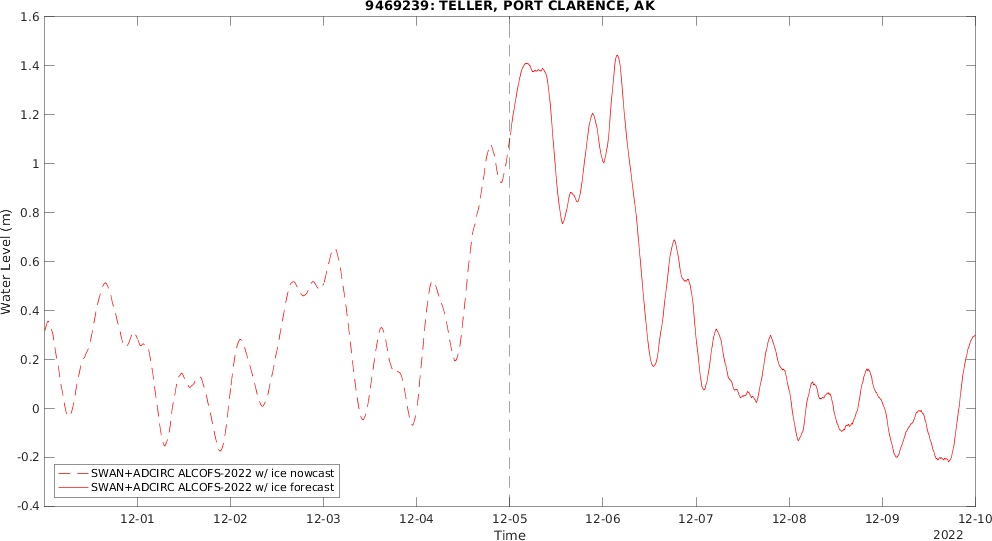 9469239: TELLER, PORT CLARENCE, AK
1.6
1.4
1.2
1
0.8
0.6
0.4
0.2
0
-0.2
-0.4
Water Level (m)
SWAN+ADCIRC ALCOFS-2022 w/ ice nowcast
SWAN+ADCIRC ALCOFS-2022 w/ ice forecast
12-01 12-02 12-03 12-04 12-05 12-06 12-07 12-08 12-09 12-10
Time
2022